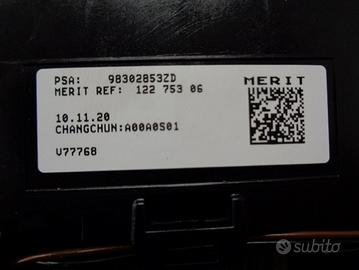 PSA: 98302853ZD
MERIT
MERIT REF: 122 753 06
10.11.20
CHANGCHUN:A00A0S01
V77768
subito